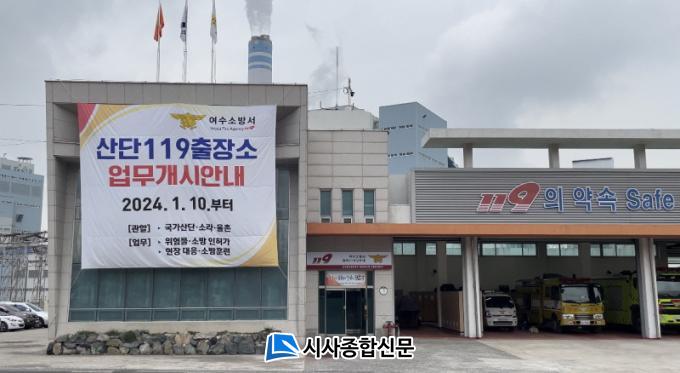 여수소방서
산단119출장소
업무개시안내
2024. 1. 10.부터
[관할] · 국가산단·소라·율촌
[업무] · 위험물·소방 인허가
· 현장 대응·소방훈련
119의 약속 Safe
119
시사종합신문